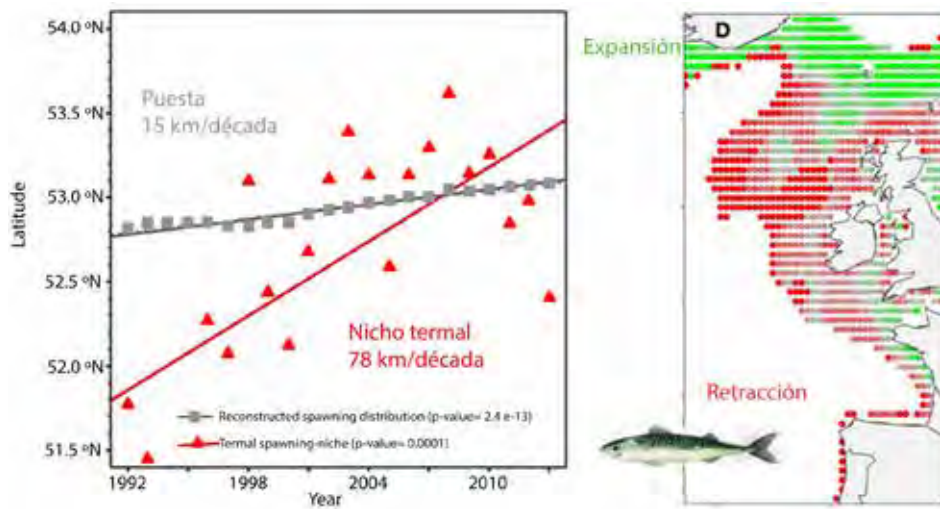 54.0 ºN
53.5 ºN
53.0 ºN
52.5 ºN
52.0 ºN
51.5 ºN
Latitude
Puesta
15 km/década
Nicho termal
78 km/década
Reconstructed spawning distribution (p-value= 2.4 e-13)
Termal spawning-niche (p-value= 0.0001)
1992
1998
2004
2010
Year
D
Expansión
Retracción